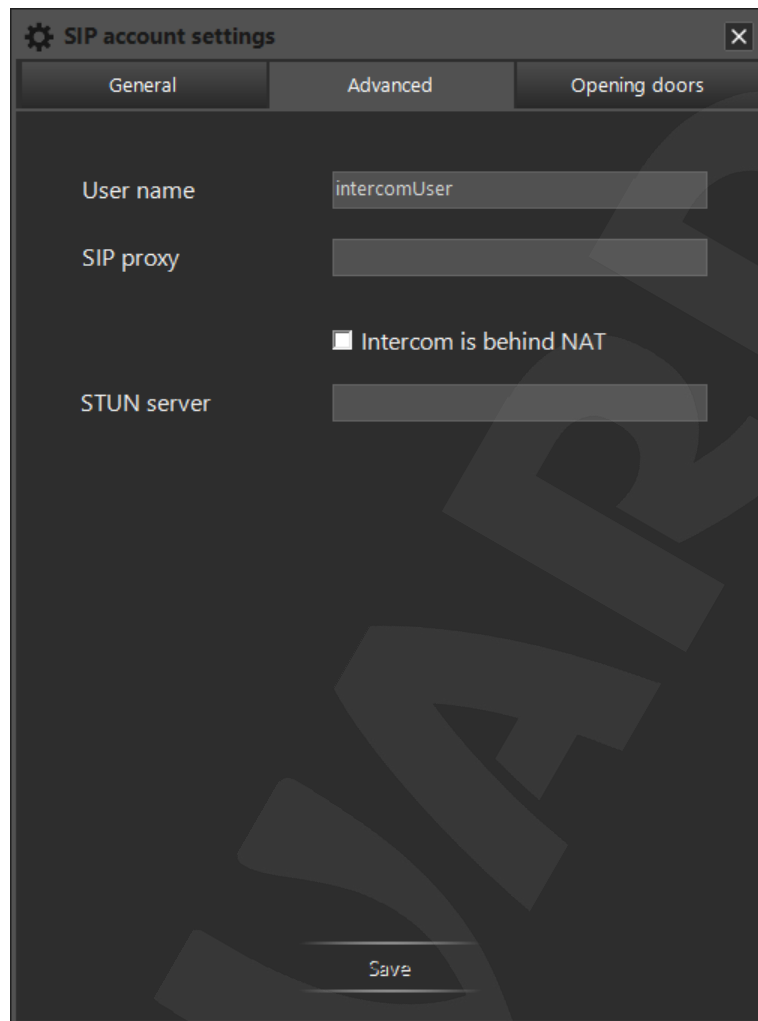 SIP account settings
General Advanced Opening doors
User name intercomUser
SIP proxy
Intercom is behind NAT
STUN server
Save